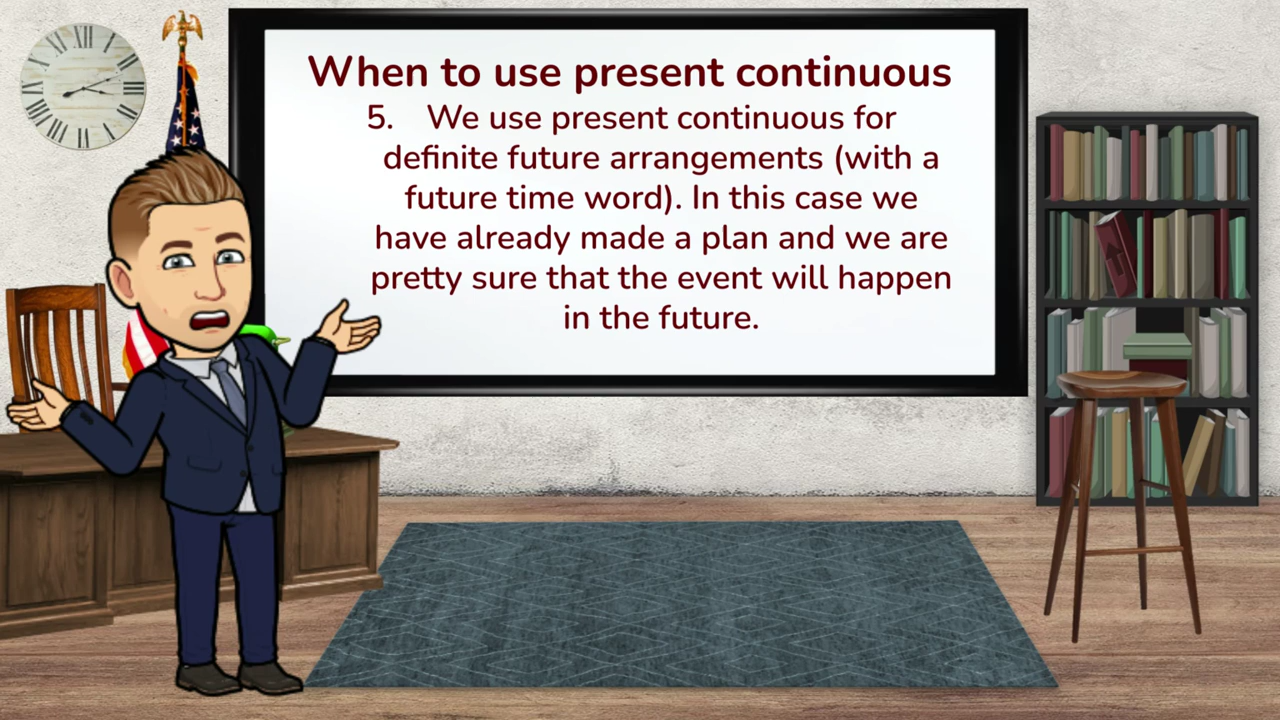 When to use present continuous
5. We use present continuous for
definite future arrangements (with a
future time word). In this case we
have already made a plan and we are
pretty sure that the event will happen
in the future.